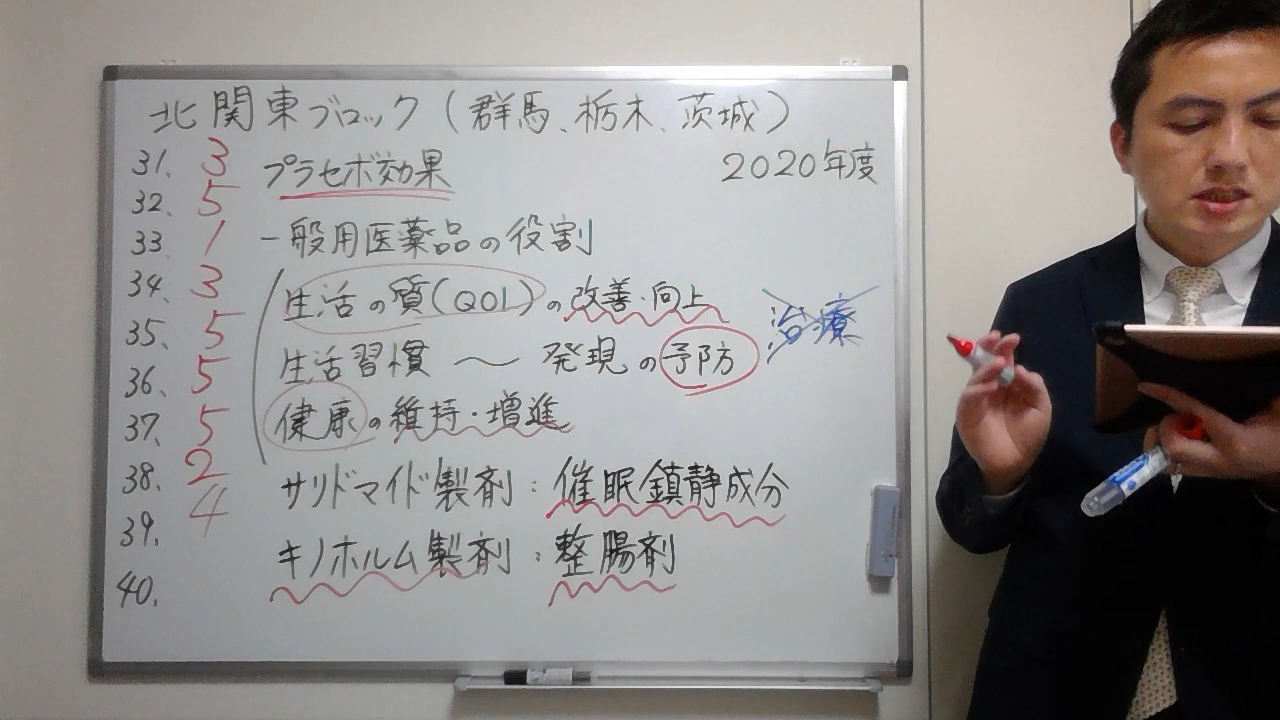 北関東ブロック(群馬、栃木、茨城)
2020年度
31. 3 プラセボ効果
32. 5
33. 1 一般用医薬品の役割
34. 3 生活の質(QOL)の改善・向上
治療
35. 5
36. 5 生活習慣 〜 発現の予防
37. 5 健康の維持・増進
38. 2 サリドマイド製剤:催眠鎮静成分
39. 4
40. キノホルム製剤:整腸剤